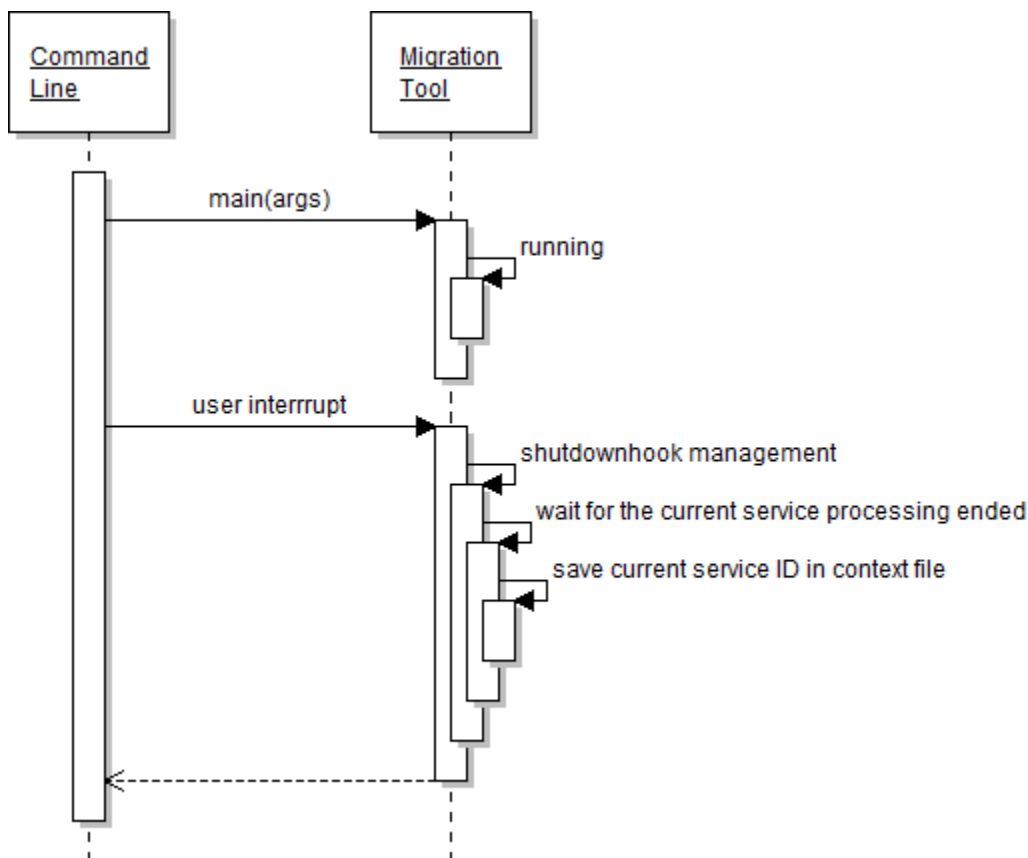 Command
Line
Migration
Tool
main(args)
running
user interrrupt
shutdownhook management
wait for the current service processing ended
save current service ID in context file